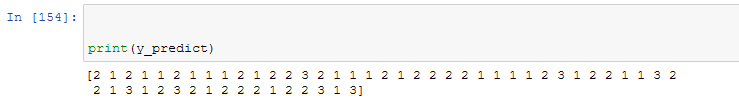 In [154]:
print(y_predict)
[2 1 2 1 1 2 1 1 1 2 1 2 2 3 2 1 1 1 2 1 2 2 2 2 1 1 1 1 2 3 1 2 2 1 1 3 2
2 1 3 1 2 3 2 1 2 2 2 1 2 2 3 1 3]